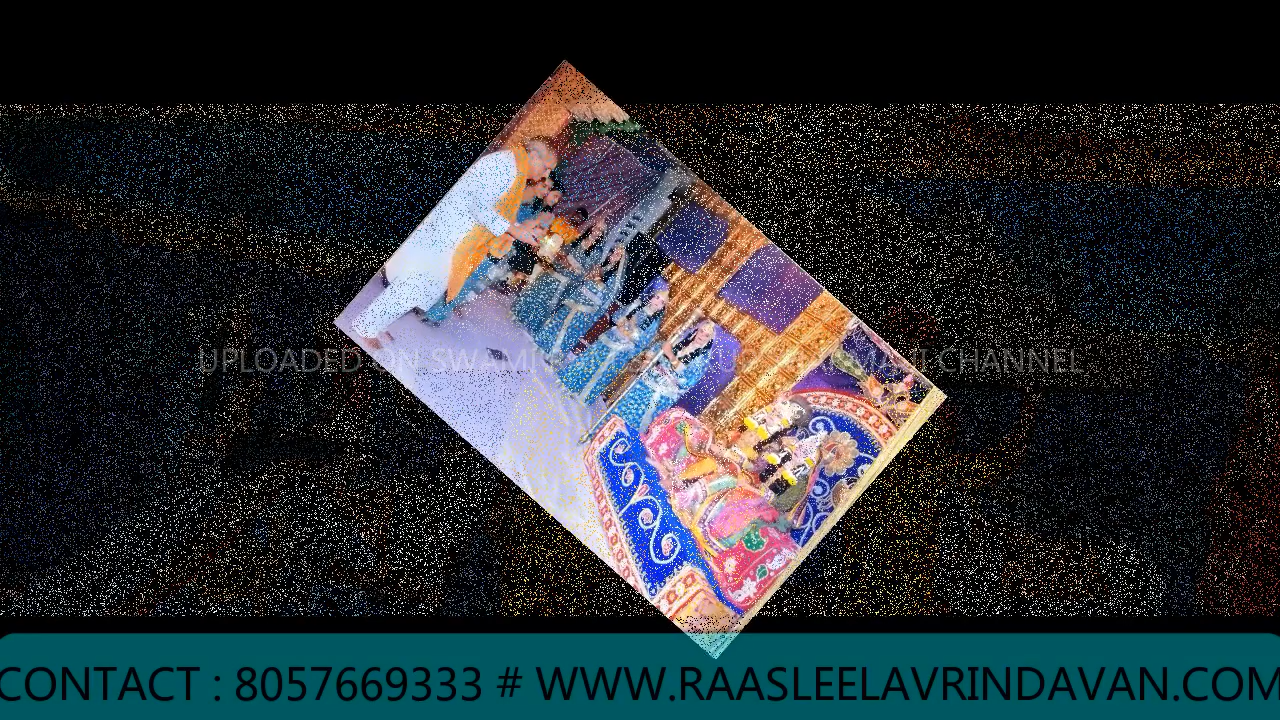 UPLOADED ON SWAMI CHANNEL
CONTACT : 8057669333 # WWW.RAASLEELAVRINDAVAN.COM